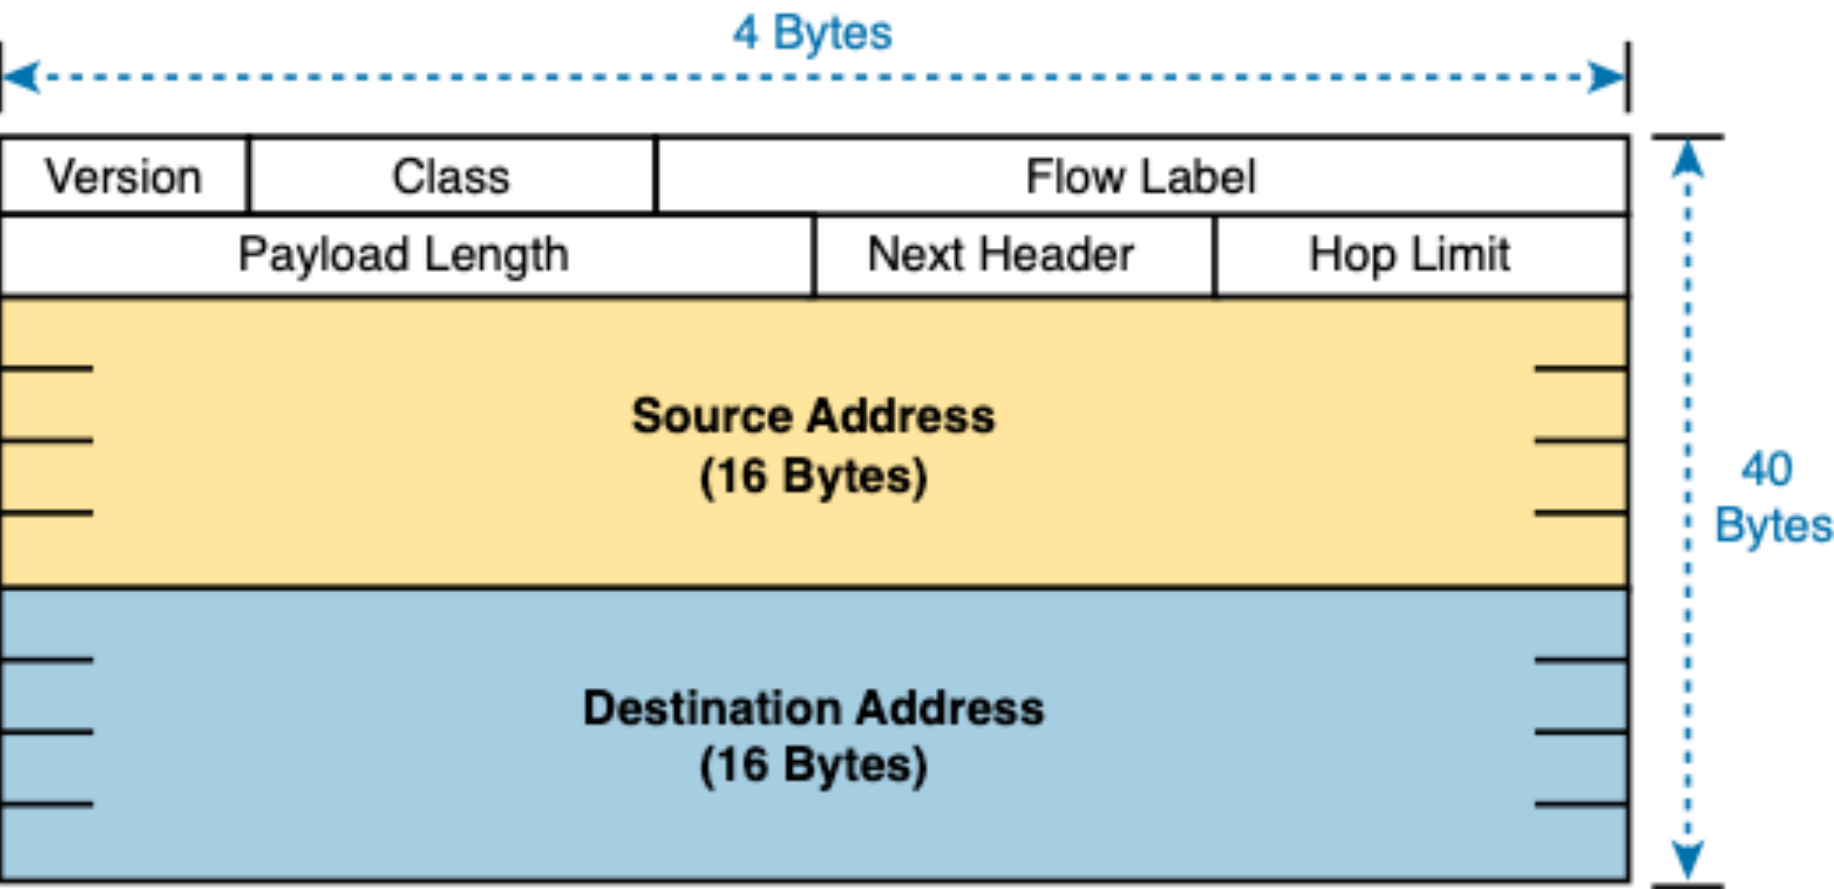 4 Bytes
Version Class Flow Label
Payload Length Next Header Hop Limit
Source Address
(16 Bytes)
40
Bytes
Destination Address
(16 Bytes)